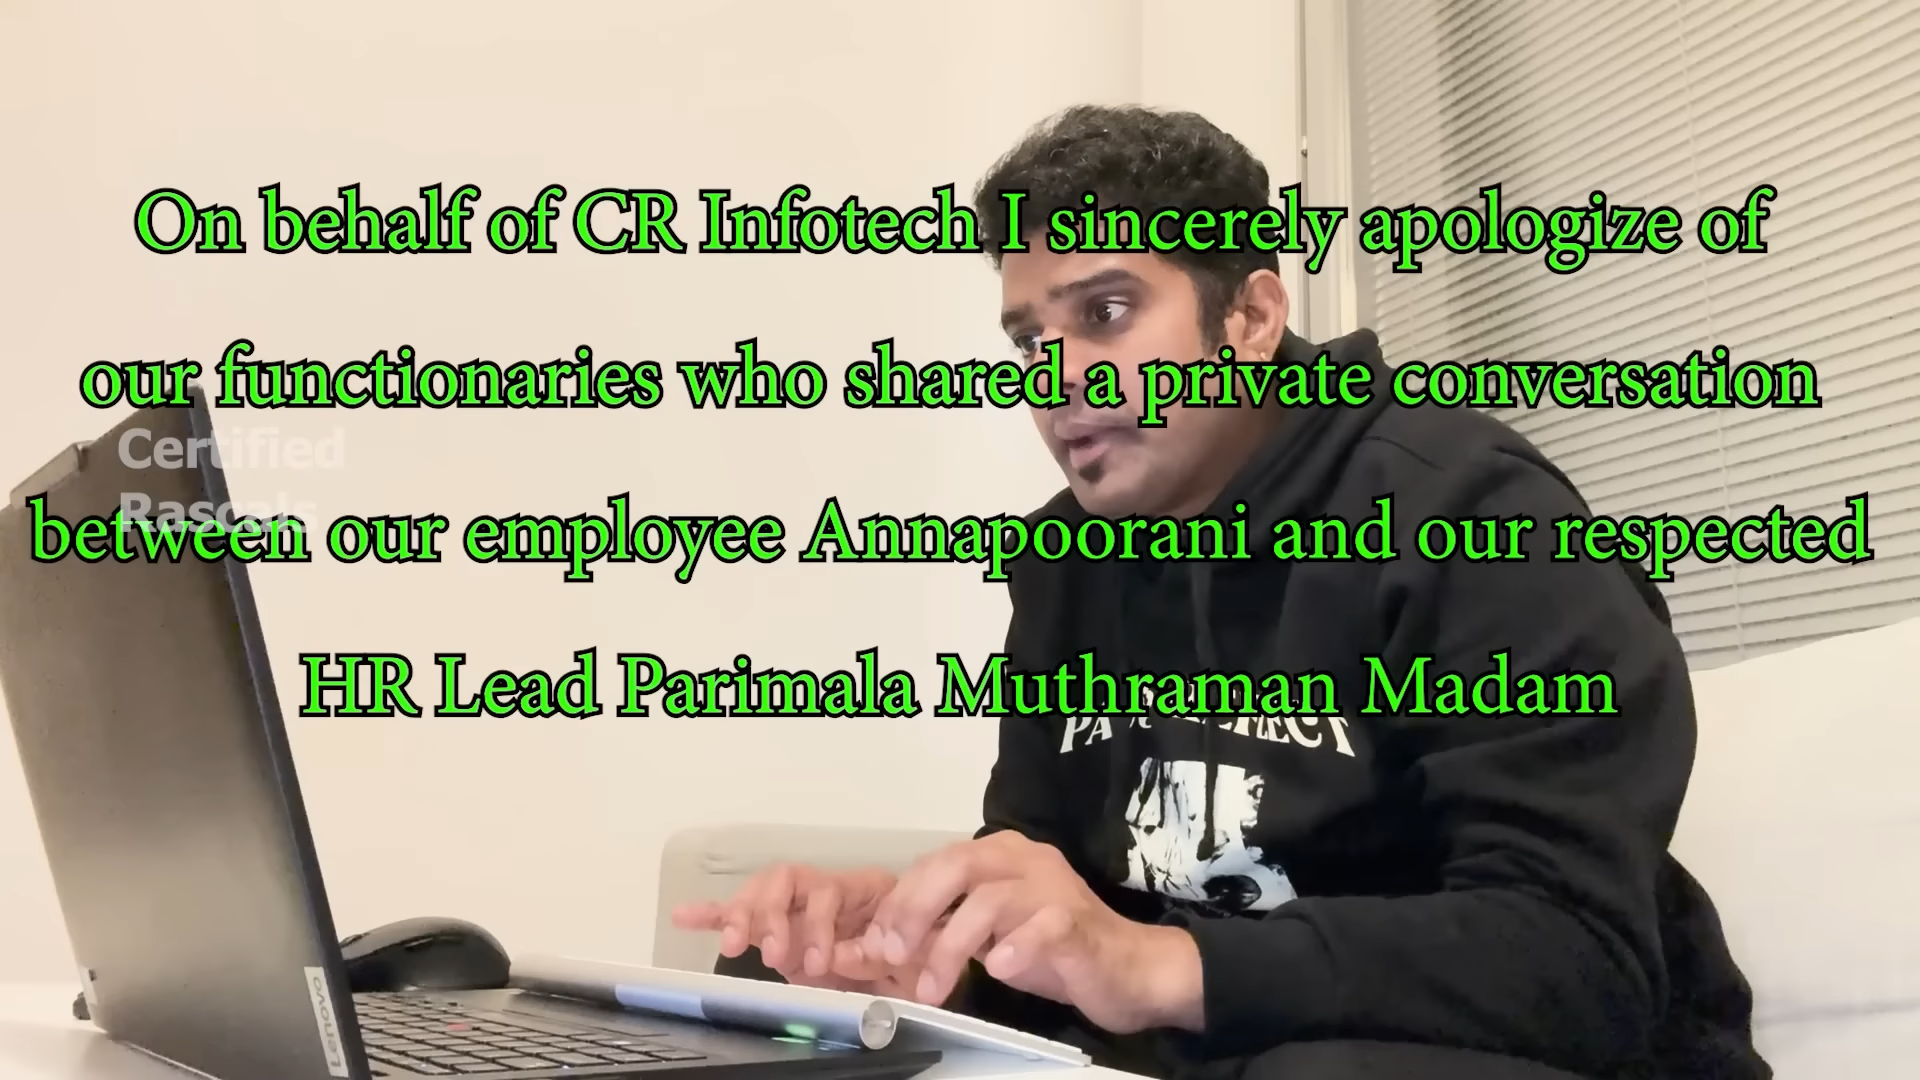 On behalf of CR Infotech I sincerely apologize of
our functionaries who shared a private conversation
Certified
Rascals
between our employee Annapoorani and our respected
HR Lead Parimala Muthraman Madam
lenovo